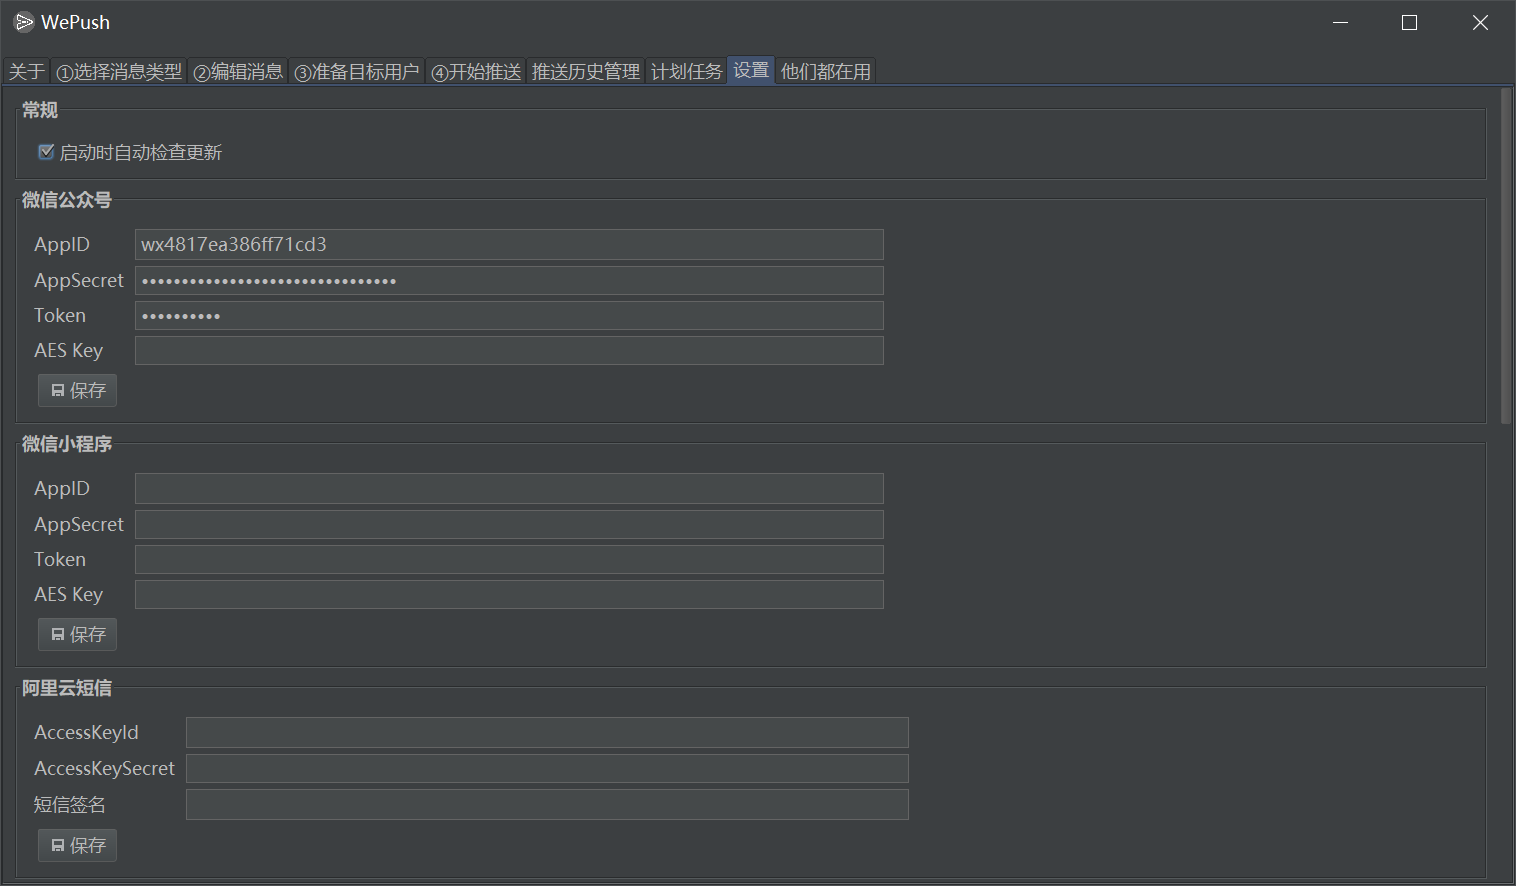 WePush
关于 ①选择消息类型 ②编辑消息 ③准备目标用户 ④开始推送 推送历史管理 计划任务 设置 他们都在用
常规
启动时自动检查更新
微信公众号
AppID wx4817ea386ff71cd3
AppSecret ••••••••••••••••••••••••••••••••
Token ••••••••••
AES Key
保存
微信小程序
AppID
AppSecret
Token
AES Key
保存
阿里云短信
AccessKeyId
AccessKeySecret
短信签名
保存